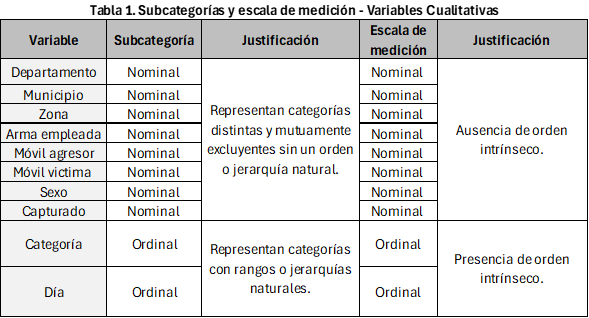 Tabla 1. Subcategorías y escala de medición - Variables Cualitativas
Variable Subcategoría Justificación Escala de medición Justificación
Departamento Nominal Nominal
Municipio Nominal Nominal
Zona Nominal Nominal
Arma empleada Nominal Nominal
Móvil agresor Nominal Nominal
Móvil victima Nominal Nominal
Sexo Nominal Nominal
Capturado Nominal Nominal
Representan categorías
distintas y mutuamente
excluyentes sin un orden
o jerarquía natural.
Ausencia de orden
intrínseco.
Categoría Ordinal Ordinal
Día Ordinal Ordinal
Representan categorías
con rangos o jerarquías
naturales.
Presencia de orden
intrínseco.